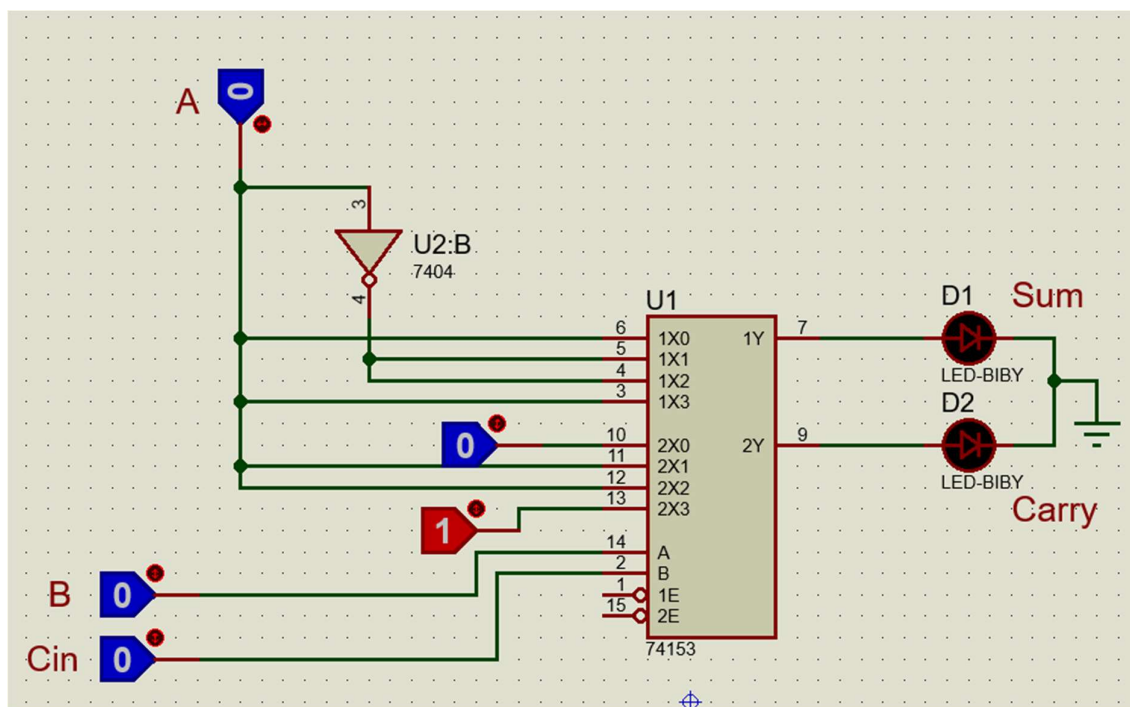 A
0
3
U2:B
7404
4
U1
D1
Sum
6
1X0
1Y
7
5
1X1
4
1X2
LED-BIBY
3
1X3
D2
0
10
2X0
2Y
9
11
2X1
12
2X2
LED-BIBY
13
2X3
1
Carry
14
A
2
B
B
0
1
1E
15
2E
Cin
0
74153